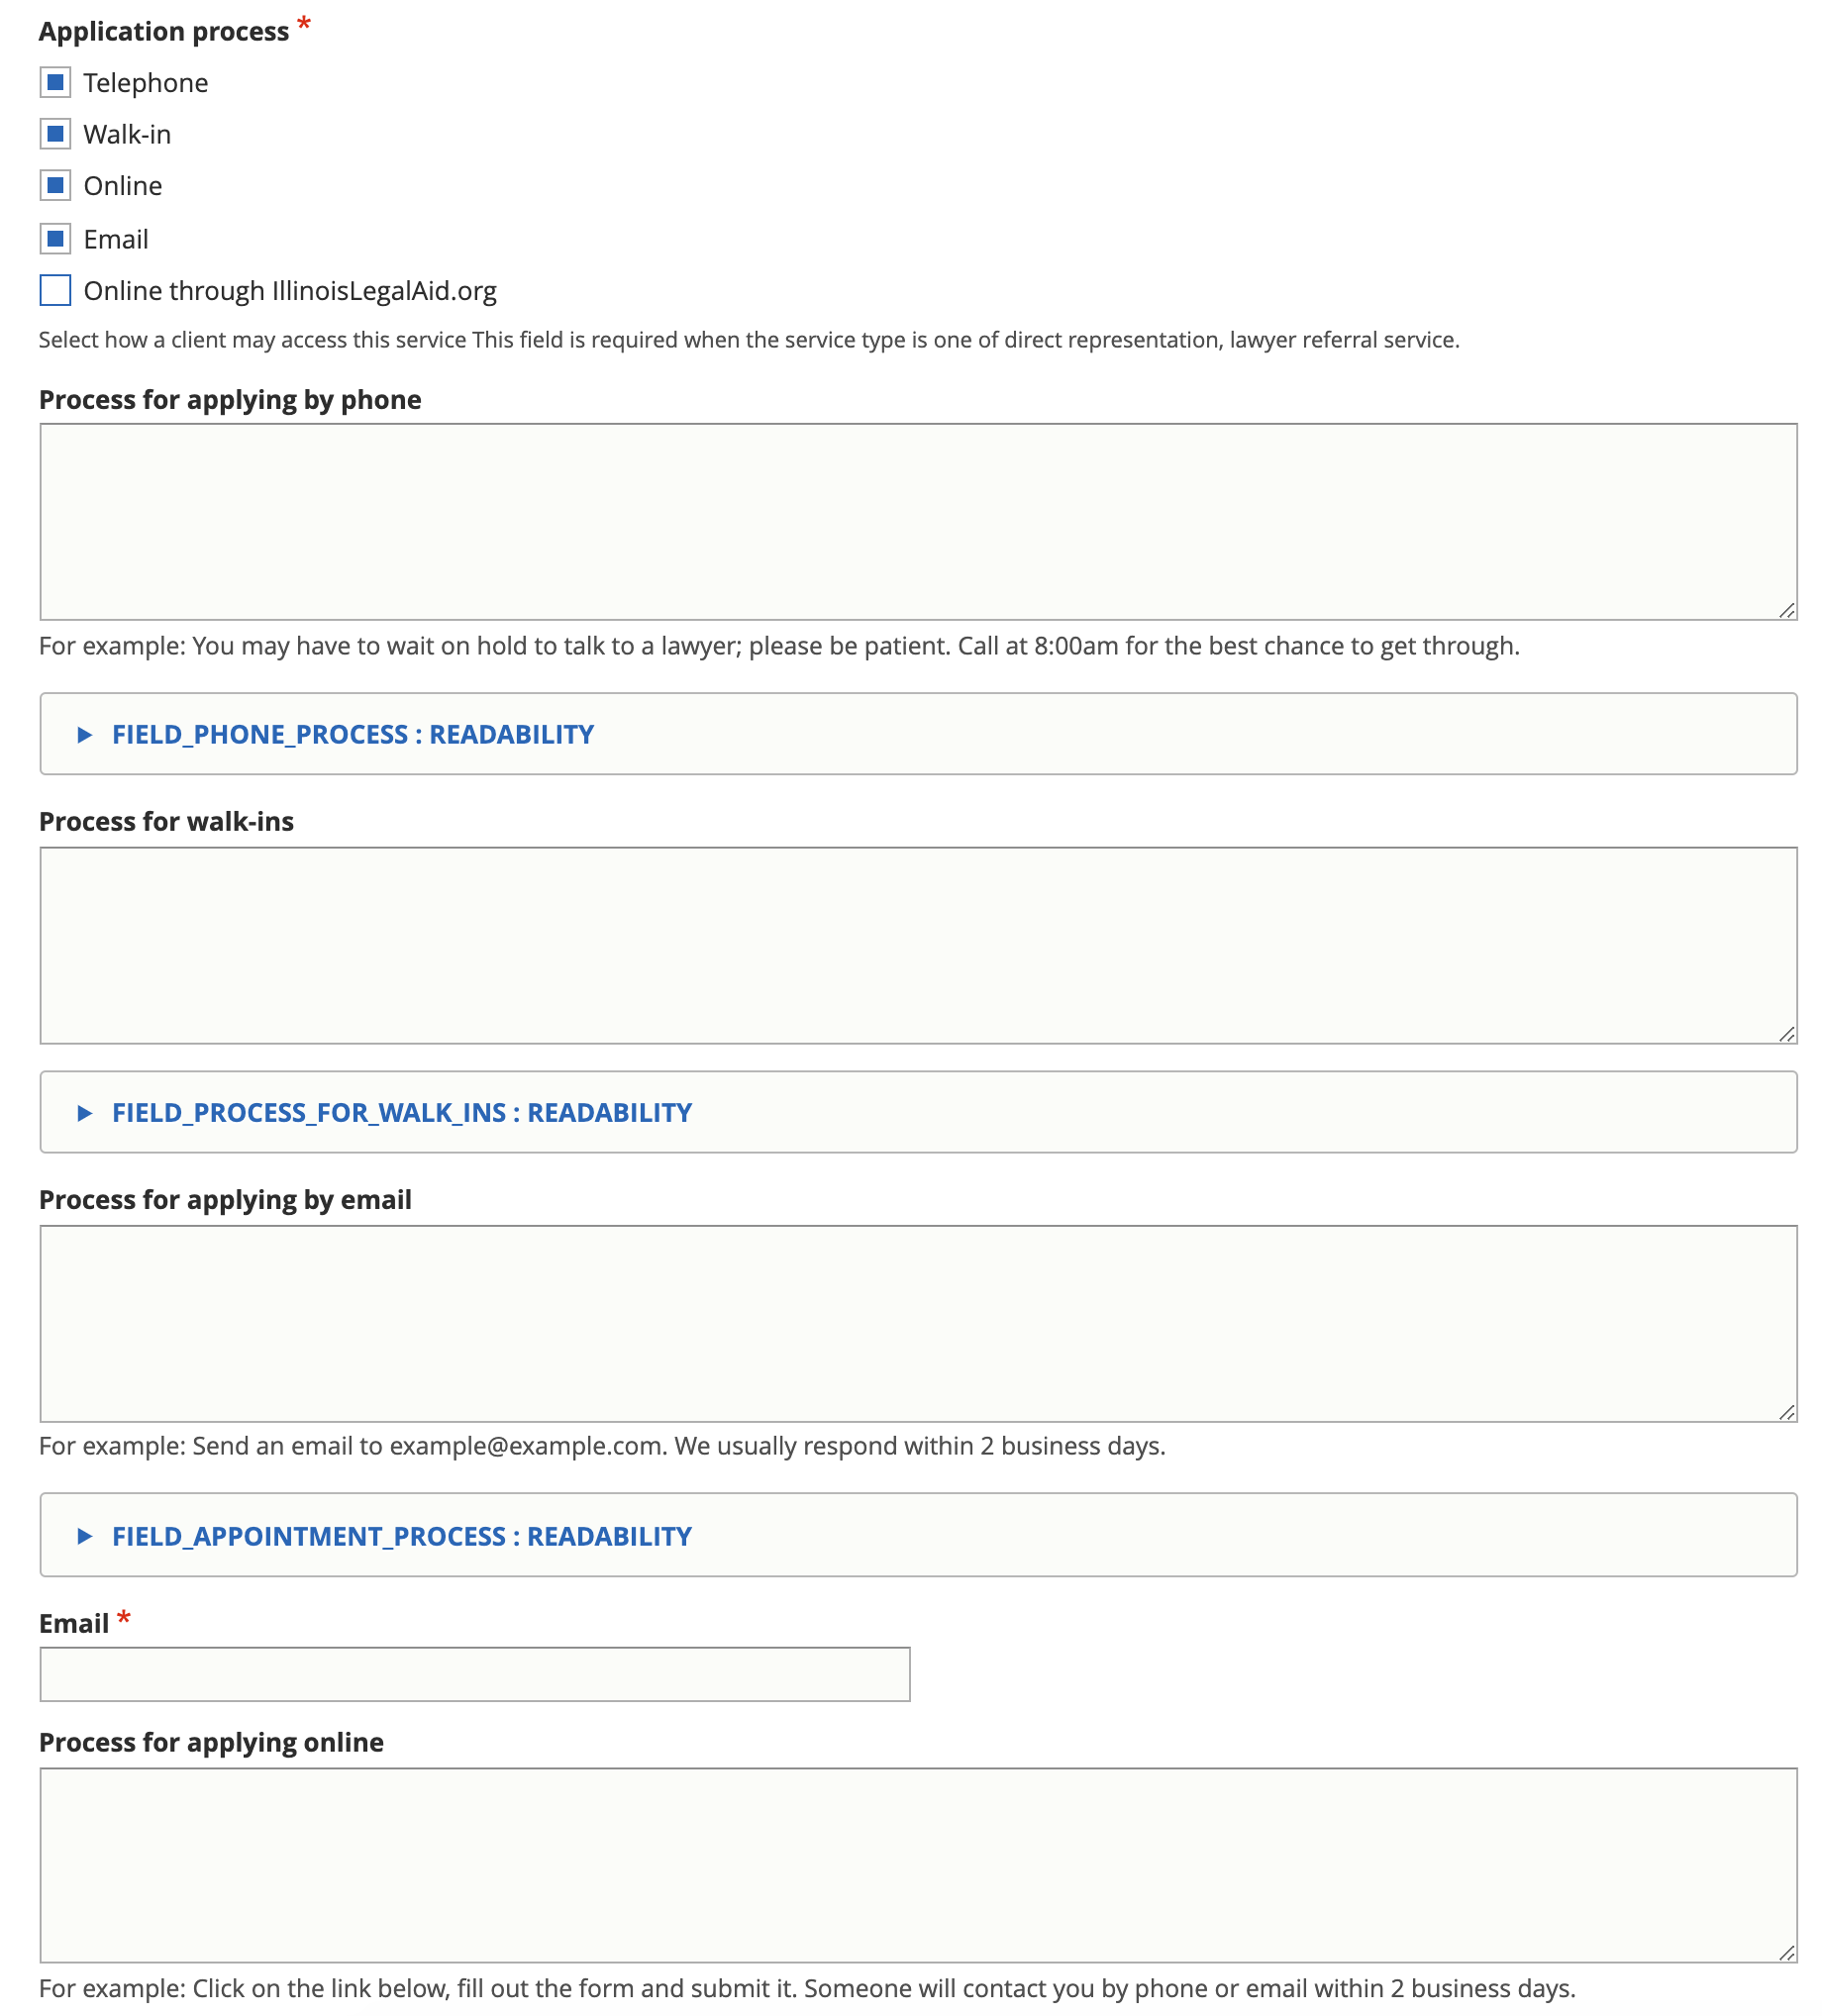 Application process *
Telephone
Walk-in
Online
Email
Online through IllinoisLegalAid.org
Select how a client may access this service This field is required when the service type is one of direct representation, lawyer referral service.
Process for applying by phone
For example: You may have to wait on hold to talk to a lawyer; please be patient. Call at 8:00am for the best chance to get through.
FIELD_PHONE_PROCESS : READABILITY
Process for walk-ins
FIELD_PROCESS_FOR_WALK_INS : READABILITY
Process for applying by email
For example: Send an email to example@example.com. We usually respond within 2 business days.
FIELD_APPOINTMENT_PROCESS : READABILITY
Email *
Process for applying online
For example: Click on the link below, fill out the form and submit it. Someone will contact you by phone or email within 2 business days.